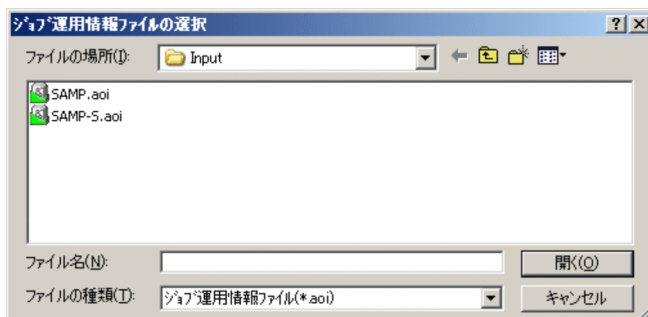 ｼﾞｮﾌﾞ運用情報ﾌｧｲﾙの選択
ファイルの場所(I):
Input
SAMP.aoi
SAMP-S.aoi
ファイル名(N):
開く(O)
ファイルの種類(T):
ｼﾞｮﾌﾞ運用情報ﾌｧｲﾙ(*.aoi)
キャンセル